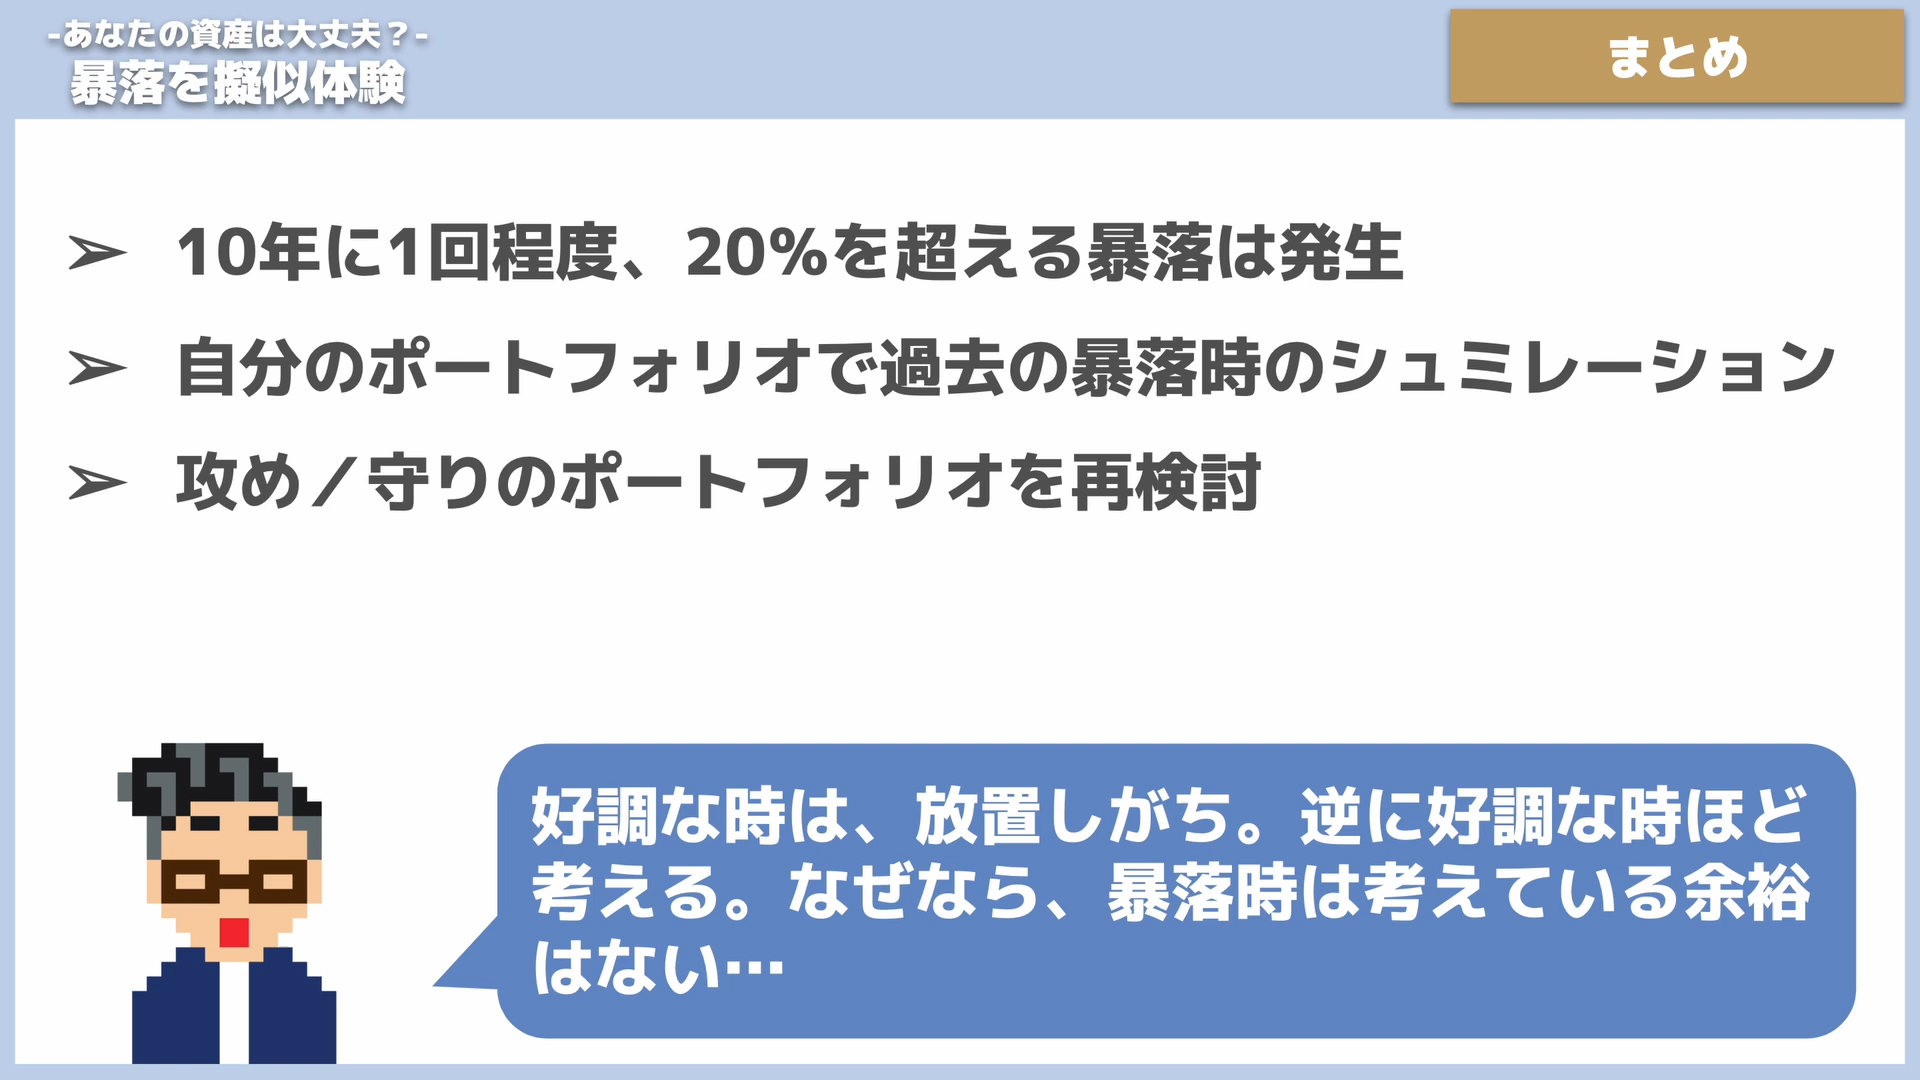 -あなたの資産は大丈夫？-
暴落を擬似体験
まとめ
➢ 10年に1回程度、20%を超える暴落は発生
➢ 自分のポートフォリオで過去の暴落時のシュミレーション
➢ 攻め／守りのポートフォリオを再検討
好調な時は、放置しがち。逆に好調な時ほど
考える。なぜなら、暴落時は考えている余裕
はない…